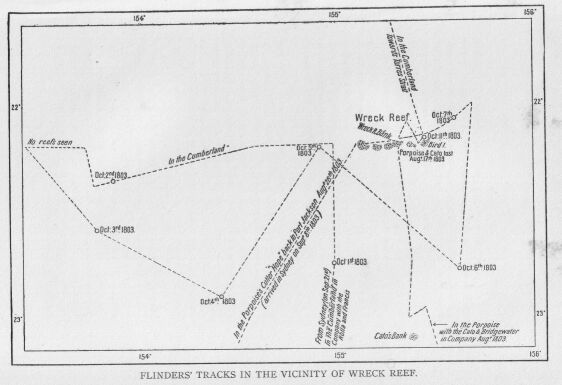 154°
155°
156°
In the Cumberland
towards Torres Strait
22°
22°
Wreck Reef.
Wreck Bank
Oct. 7th
1803
Oct. 11th
1803.
Bird I.
Porpoise & Cato lost
Aug. 17th 1803.
No reefs seen
In the Cumberland
Oct. 5th
1803.
Oct. 2nd 1803
Oct. 3rd 1803.
Oct. 4th 1803.
Oct. 1st 1803.
Oct. 6th 1803
In the Porpoise's Cutter "Hope" back to Port Jackson, Aug. 26th 1803
(arrived in Sydney on Sept. 8th 1803.)
From Sydney (on Sept. 21st)
in the Cumberland in
Company with the
Rolla and Francis
23°
23°
Cato's Bank
In the Porpoise
with the Cato & Bridgewater
in Company Aug. 1803.
154°
155°
156°
FLINDERS' TRACKS IN THE VICINITY OF WRECK REEF.